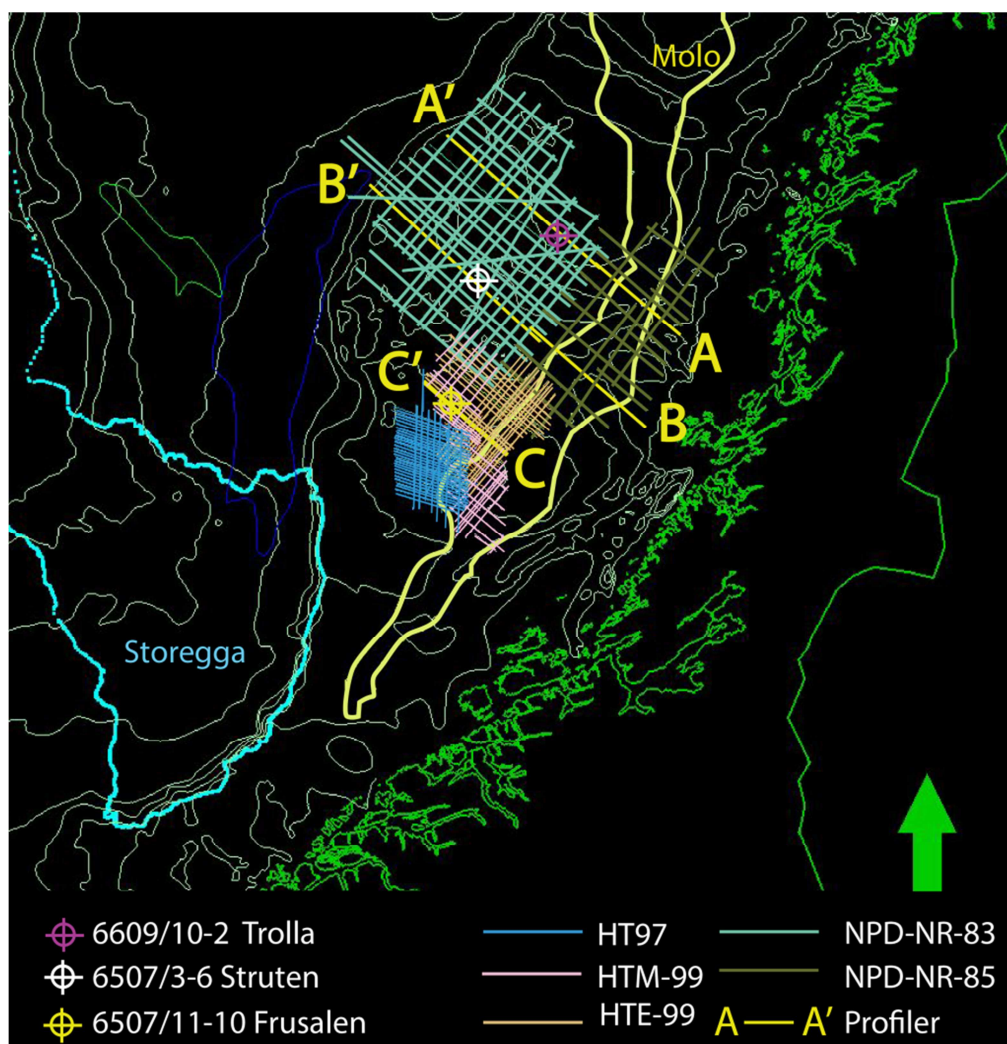 Molo
A'
B'
A
C'
B
C
Storegga
6609/10-2 Trolla
HT97
NPD-NR-83
6507/3-6 Struten
HTM-99
NPD-NR-85
6507/11-10 Frusalen
HTE-99
A A' Profiler